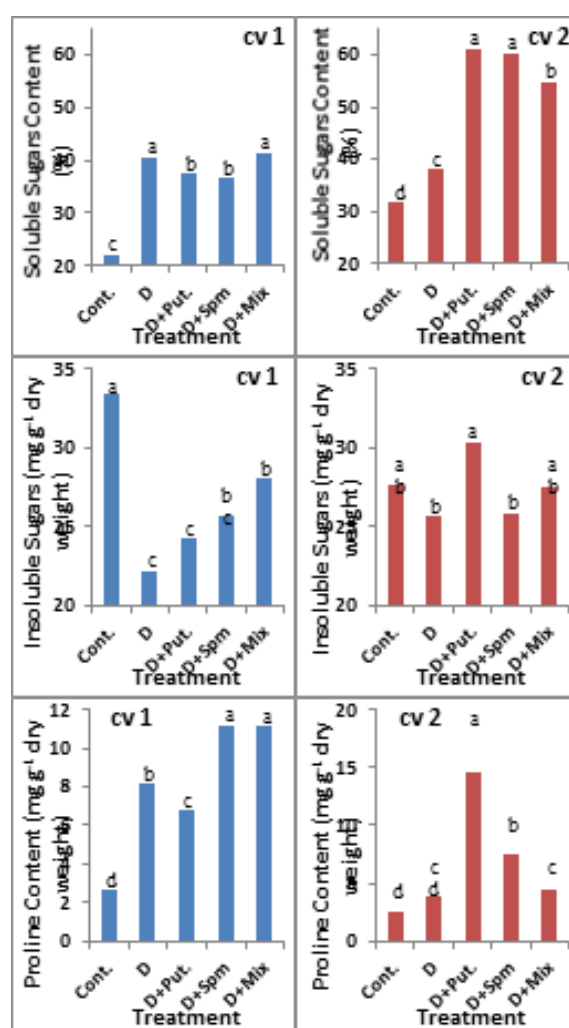 cv 1
Soluble Sugars Content
(%)
60
50
40
30
20
a
b
b
a
c
Cont.
D
D+Put.
D+Spm
D+Mix
Treatment
cv 2
Soluble Sugars Content
(%)
60
50
40
30
20
a
a
b
c
d
Cont.
D
D+Put.
D+Spm
D+Mix
Treatment
cv 1
Insoluble Sugars (mg g⁻¹ dry
weight)
35
30
25
20
a
c
c
b
c
b
Cont.
D
D+Put.
D+Spm
D+Mix
Treatment
cv 2
Insoluble Sugars (mg g⁻¹ dry
weight)
35
30
25
20
a
b
b
a
b
a
b
Cont.
D
D+Put.
D+Spm
D+Mix
Treatment
cv 1
Proline Content (mg g⁻¹ dry
weight)
12
10
8
6
4
2
0
d
b
c
a
a
Cont.
D
D+Put.
D+Spm
D+Mix
Treatment
cv 2
Proline Content (mg g⁻¹ dry
weight)
20
15
10
5
0
d
c
d
a
b
c
Cont.
D
D+Put.
D+Spm
D+Mix
Treatment